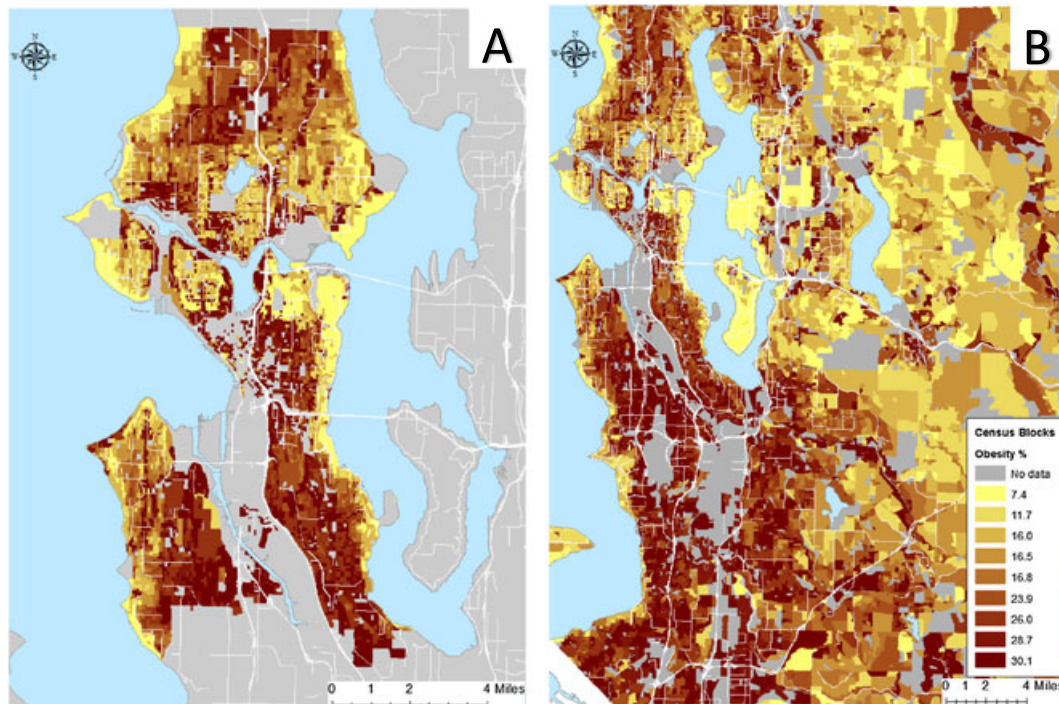 A
B
N
W E
S
N
W E
S
Census Blocks
Obesity %
No data
7.4
11.7
16.0
16.5
16.8
23.9
26.0
28.7
30.1
0 1 2 4 Miles
0 1 2 4 Miles